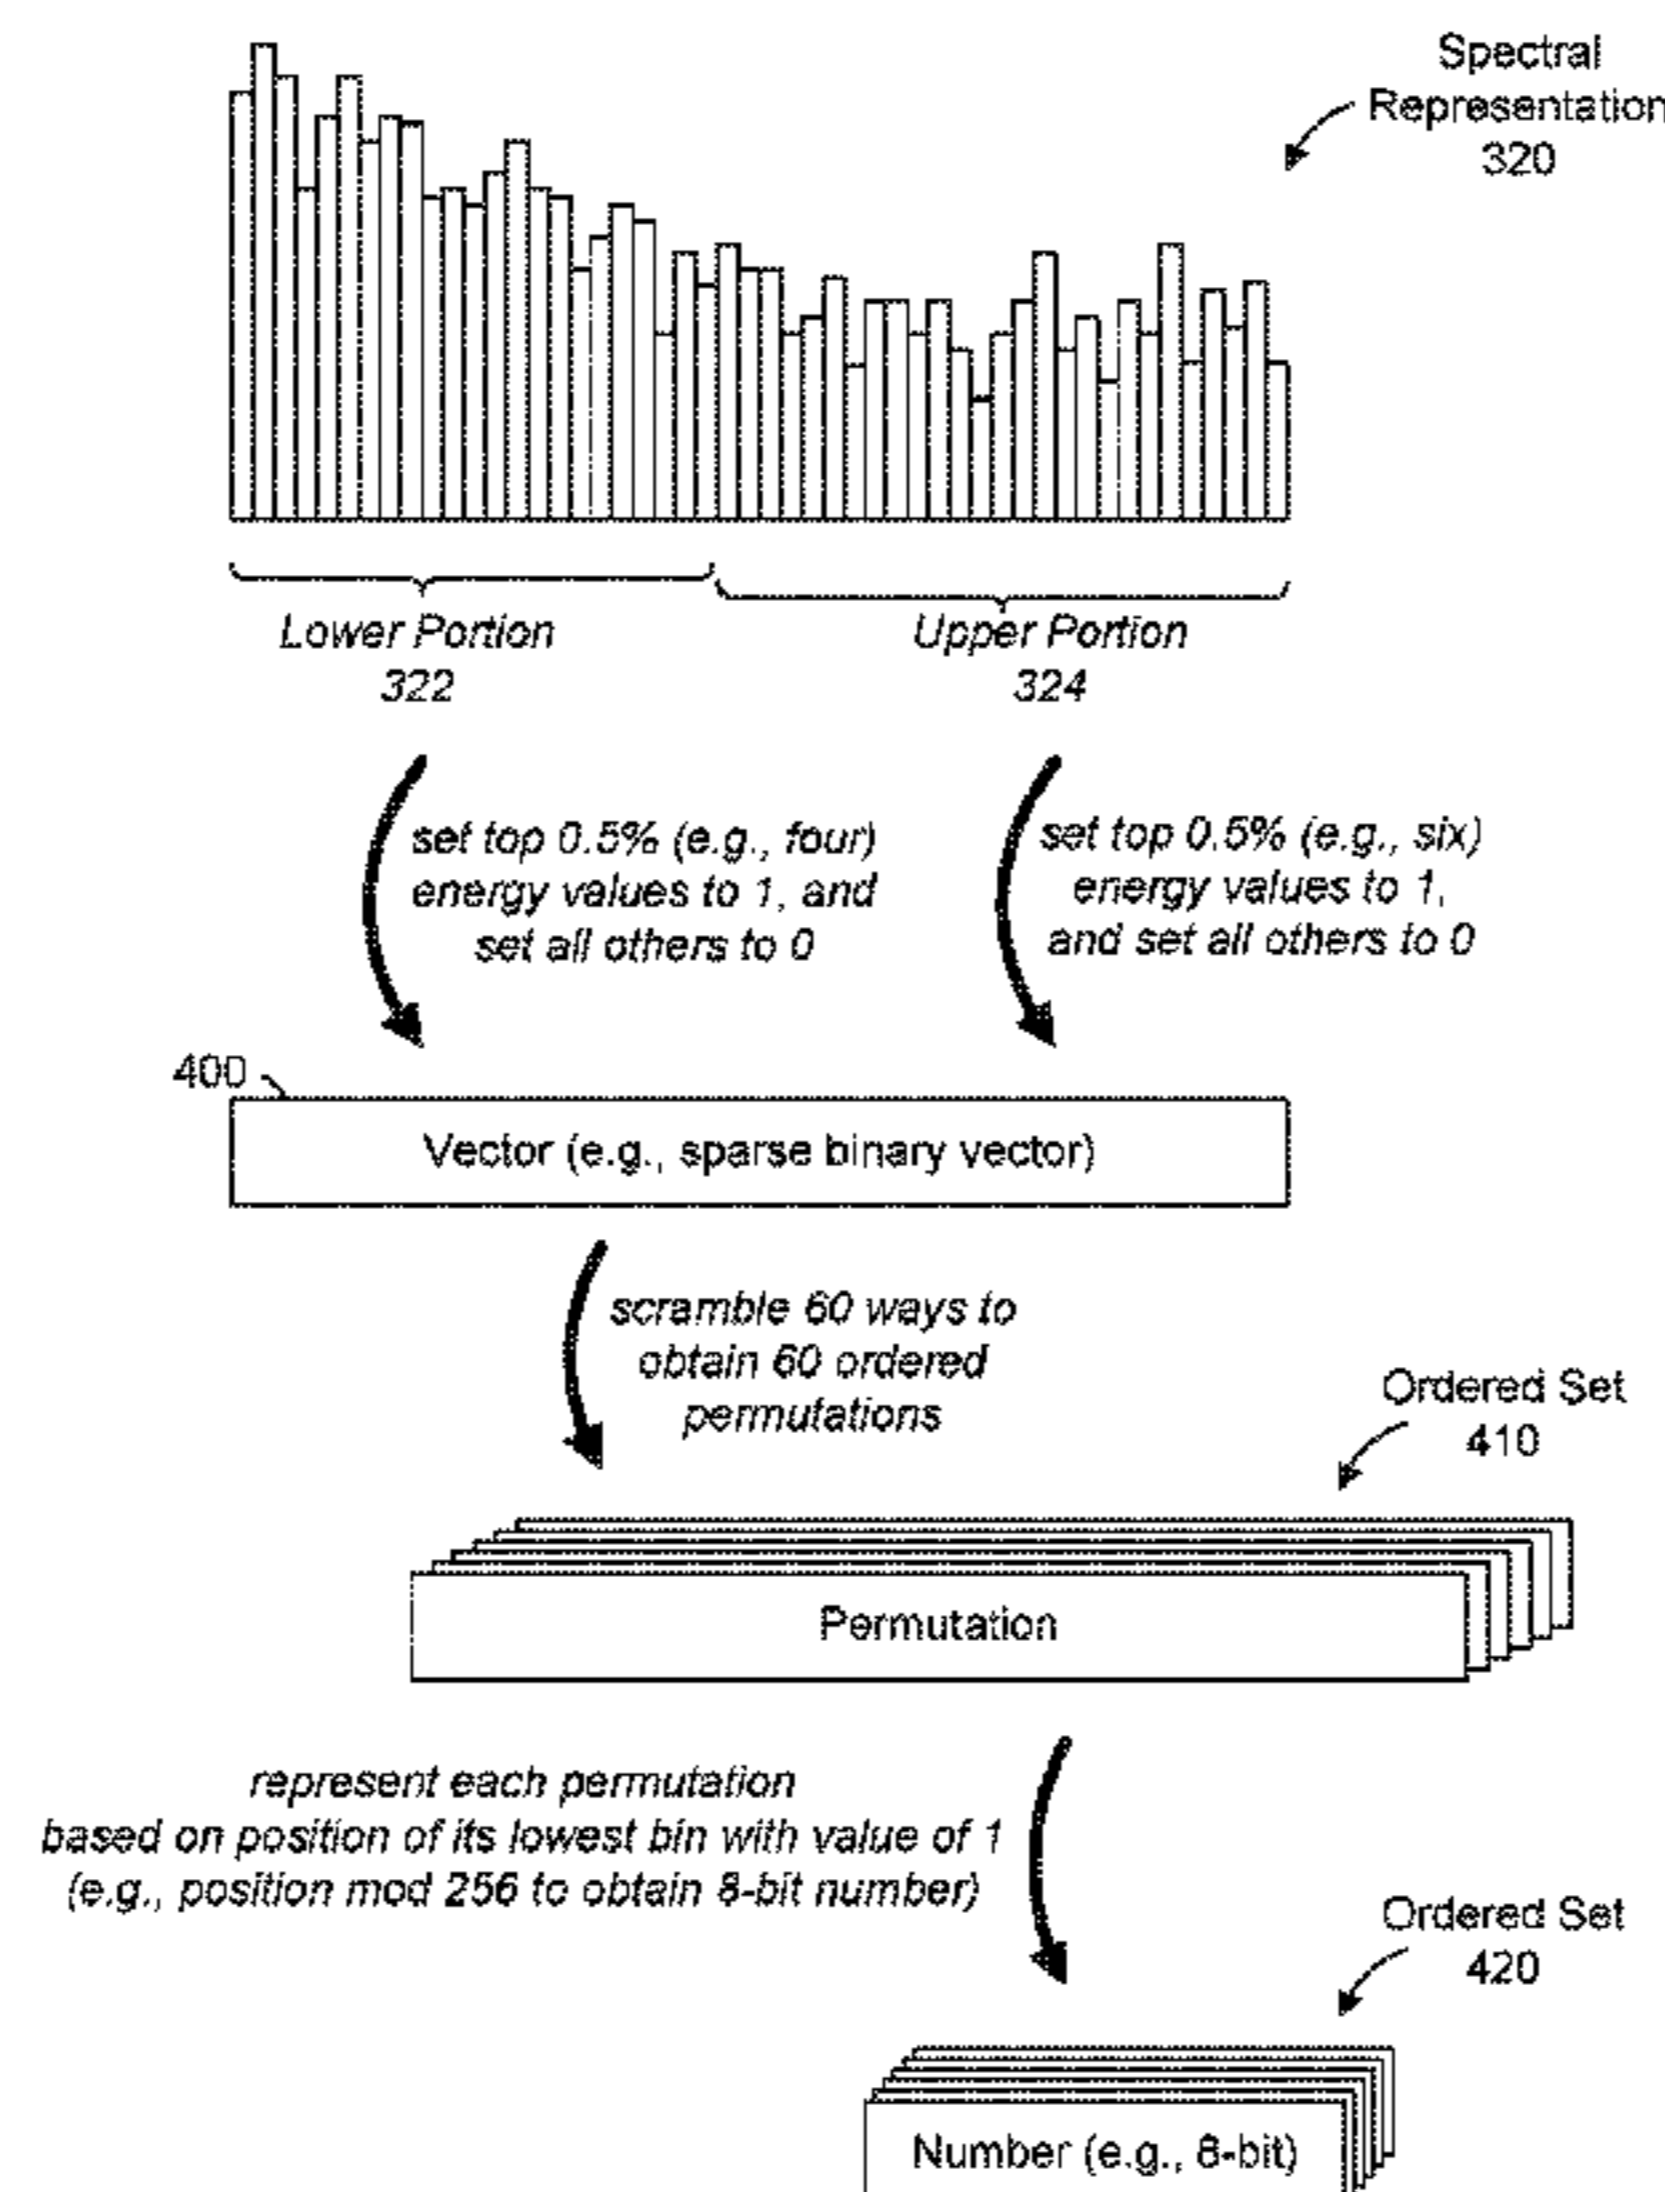 Spectral
Representation
320
Lower Portion
322
Upper Portion
324
set top 0.5% (e.g., four)
energy values to 1, and
set all others to 0
set top 0.5% (e.g., six)
energy values to 1,
and set all others to 0
400
Vector (e.g., sparse binary vector)
scramble 60 ways to
obtain 60 ordered
permutations
Ordered Set
410
Permutation
represent each permutation
based on position of its lowest bin with value of 1
(e.g., position mod 256 to obtain 8-bit number)
Ordered Set
420
Number (e.g., 8-bit)